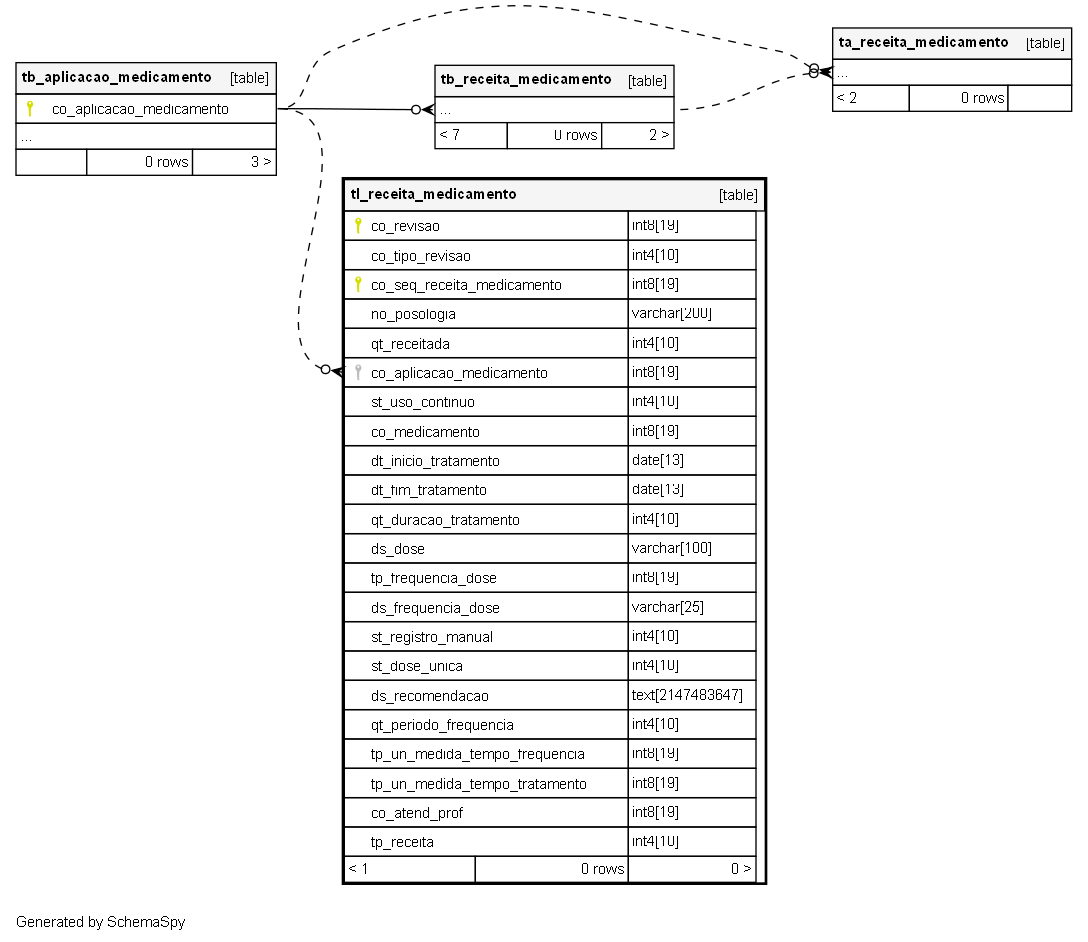 ta_receita_medicamento [table]
...
< 2 0 rows
tb_aplicacao_medicamento [table]
co_aplicacao_medicamento
...
0 rows 3 >
tb_receita_medicamento [table]
...
< 7 0 rows 2 >
tl_receita_medicamento [table]
co_revisao int8[19]
co_tipo_revisao int4[10]
co_seq_receita_medicamento int8[19]
no_posologia varchar[200]
qt_receitada int4[10]
co_aplicacao_medicamento int8[19]
st_uso_continuo int4[10]
co_medicamento int8[19]
dt_inicio_tratamento date[13]
dt_fim_tratamento date[13]
qt_duracao_tratamento int4[10]
ds_dose varchar[100]
tp_frequencia_dose int8[19]
ds_frequencia_dose varchar[25]
st_registro_manual int4[10]
st_dose_unica int4[10]
ds_recomendacao text[2147483647]
qt_periodo_frequencia int4[10]
tp_un_medida_tempo_frequencia int8[19]
tp_un_medida_tempo_tratamento int8[19]
co_atend_prof int8[19]
tp_receita int4[10]
< 1 0 rows 0 >
Generated by SchemaSpy